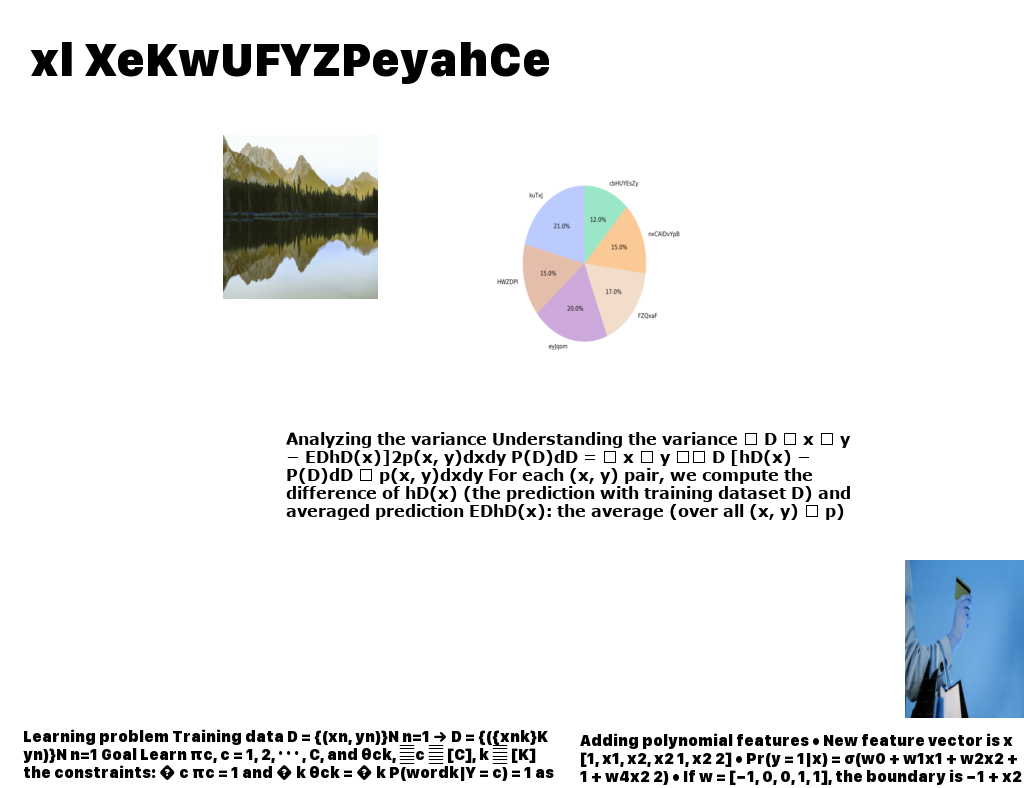 xl XeKwUFYZPeyahCe
cbHUYEsZy
kuTxJ
12.0%
21.0%
nxCAlDvYpB
15.0%
15.0%
HWZDPl
17.0%
20.0%
FZQxaF
eyJqom
Analyzing the variance Understanding the variance □ D □ x □ y
− EDhD(x)]2p(x, y)dxdy P(D)dD = □ x □ y □□ D [hD(x) −
P(D)dD □ p(x, y)dxdy For each (x, y) pair, we compute the
difference of hD(x) (the prediction with training dataset D) and
averaged prediction EDhD(x): the average (over all (x, y) □ p)
Learning problem Training data D = {(xn, yn)}N n=1 → D = {({xnk}K
yn)}N n=1 Goal Learn πc, c = 1, 2, · · · , C, and θck, 𝄚c 𝄚 [C], k 𝄚 [K]
the constraints: � c πc = 1 and � k θck = � k P(wordk|Y = c) = 1 as
Adding polynomial features • New feature vector is x
[1, x1, x2, x2 1, x2 2] • Pr(y = 1|x) = σ(w0 + w1x1 + w2x2 +
1 + w4x2 2) • If w = [−1, 0, 0, 1, 1], the boundary is −1 + x2